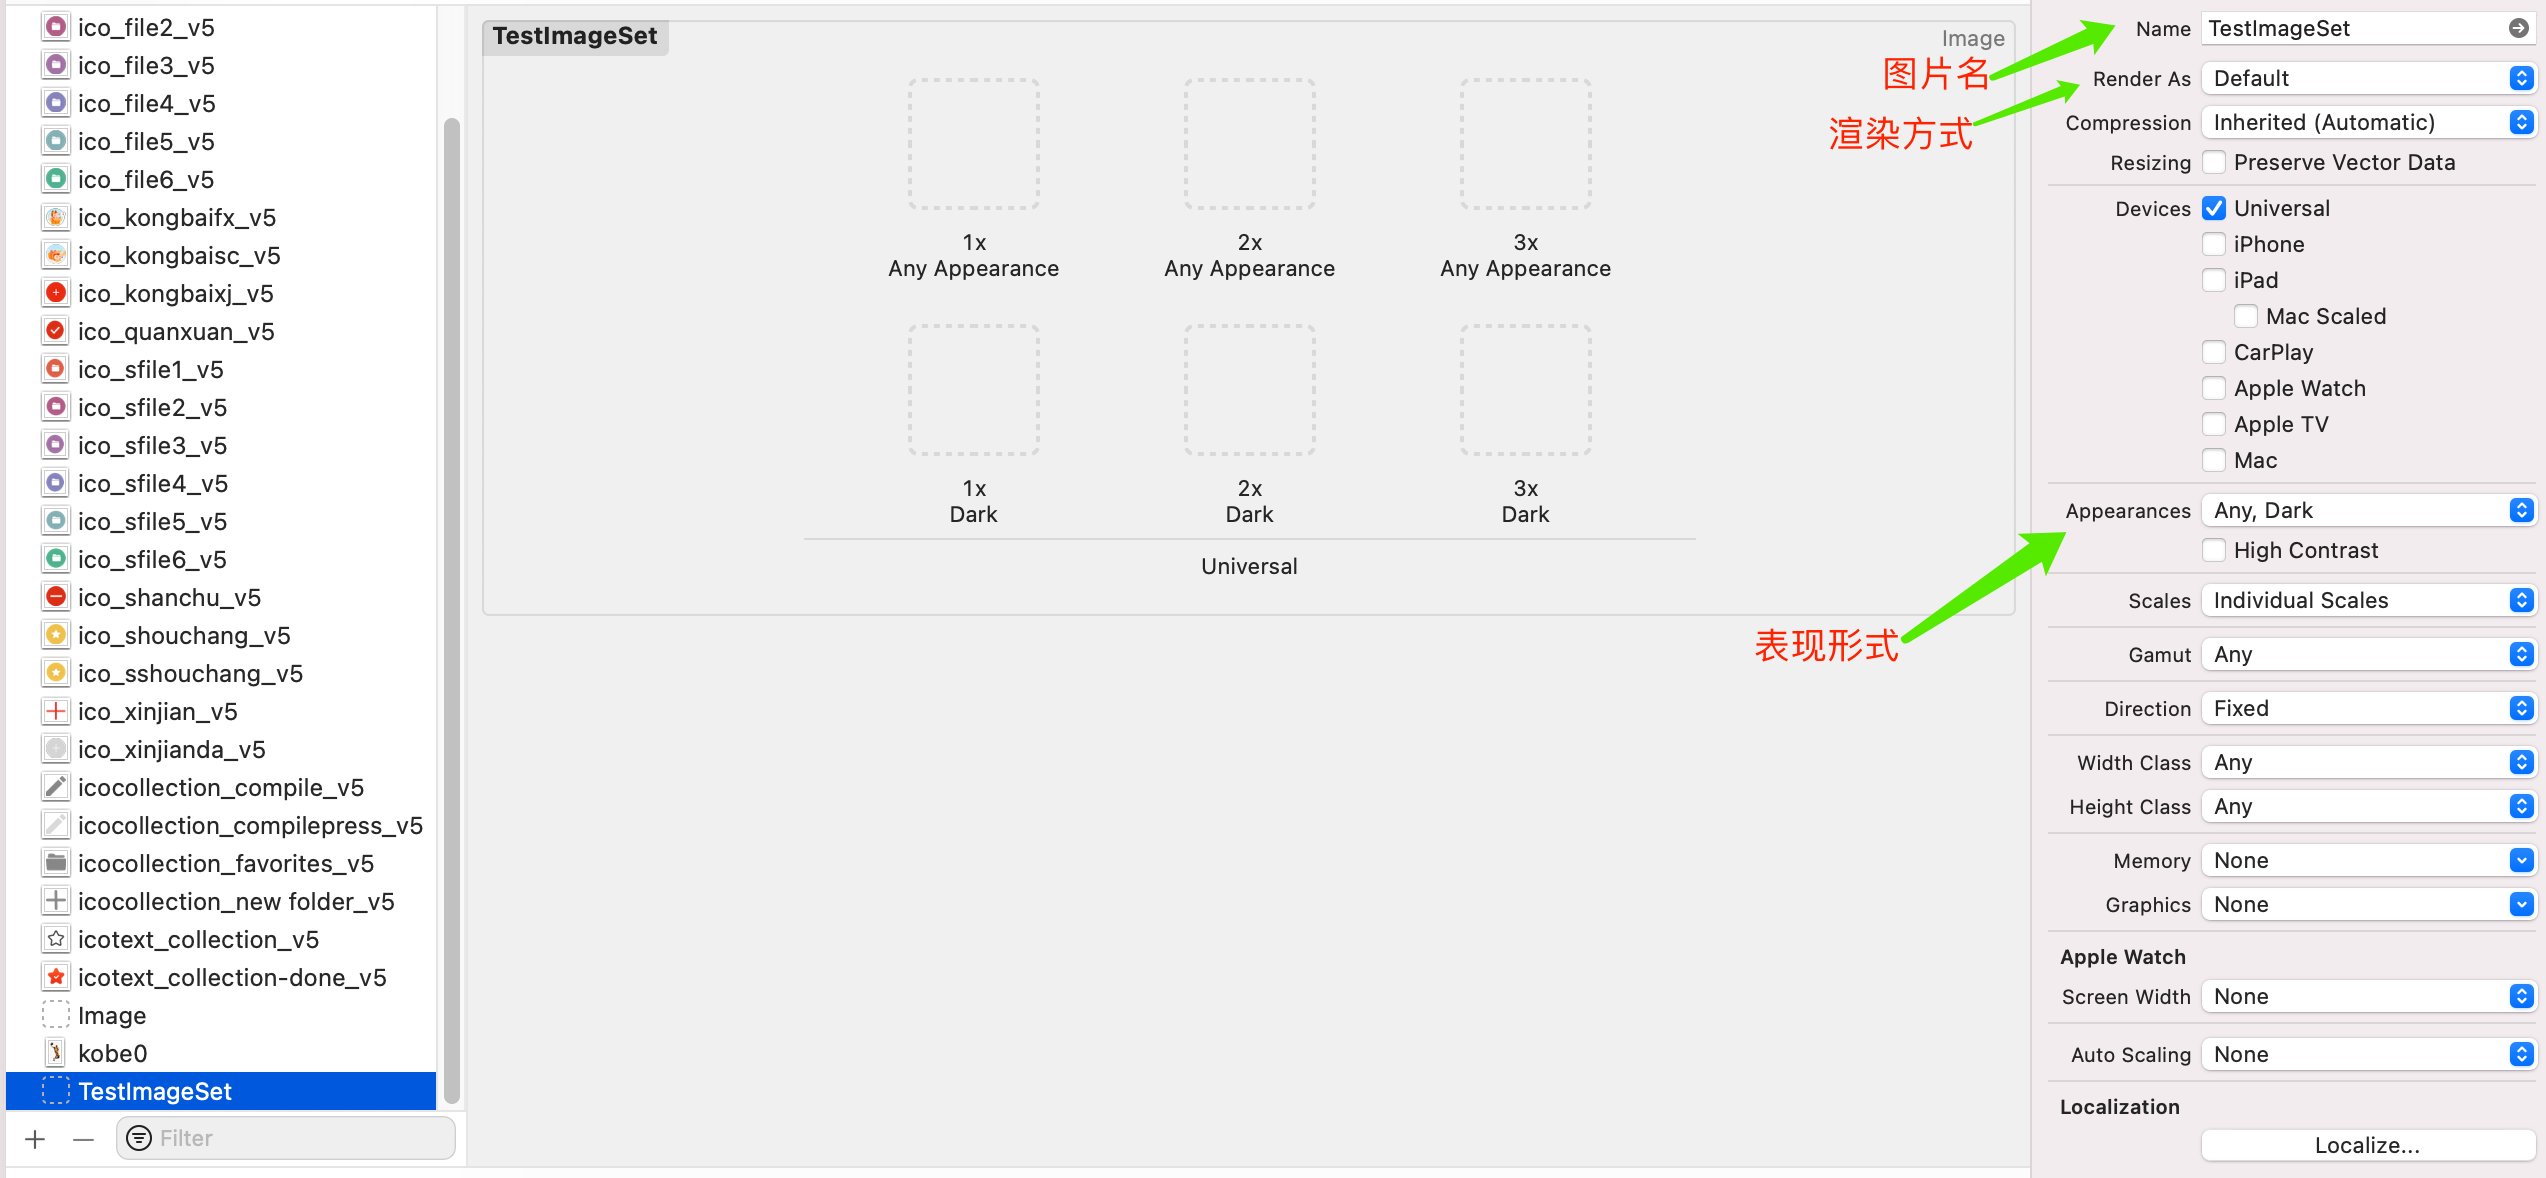 ico_file2_v5
ico_file3_v5
ico_file4_v5
ico_file5_v5
ico_file6_v5
ico_kongbaifx_v5
ico_kongbaisc_v5
ico_kongbaixj_v5
ico_quanxuan_v5
ico_sfile1_v5
ico_sfile2_v5
ico_sfile3_v5
ico_sfile4_v5
ico_sfile5_v5
ico_sfile6_v5
ico_shanchu_v5
ico_shouchang_v5
ico_sshouchang_v5
ico_xinjian_v5
ico_xinjianda_v5
icocollection_compile_v5
icocollection_compilepress_v5
icocollection_favorites_v5
icocollection_new folder_v5
icotext_collection_v5
icotext_collection-done_v5
Image
kobe0
TestImageSet
Filter
TestImageSet
Image
1x 2x 3x
Any Appearance Any Appearance Any Appearance
1x 2x 3x
Dark Dark Dark
Universal
图片名
渲染方式
表现形式
Name TestImageSet
Render As Default
Compression Inherited (Automatic)
Resizing Preserve Vector Data
Devices Universal
iPhone
iPad
Mac Scaled
CarPlay
Apple Watch
Apple TV
Mac
Appearances Any, Dark
High Contrast
Scales Individual Scales
Gamut Any
Direction Fixed
Width Class Any
Height Class Any
Memory None
Graphics None
Apple Watch
Screen Width None
Auto Scaling None
Localization
Localize...